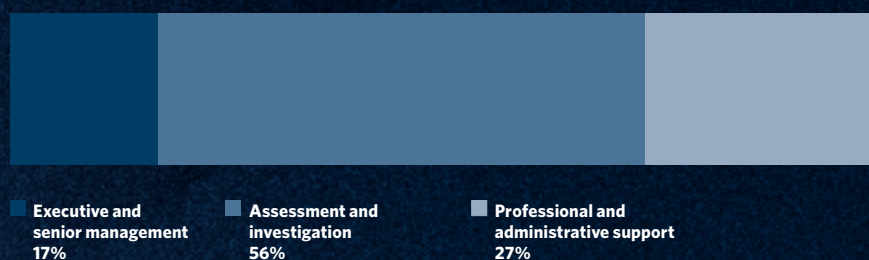 Executive and
senior management
17%
Assessment and
investigation
56%
Professional and
administrative support
27%